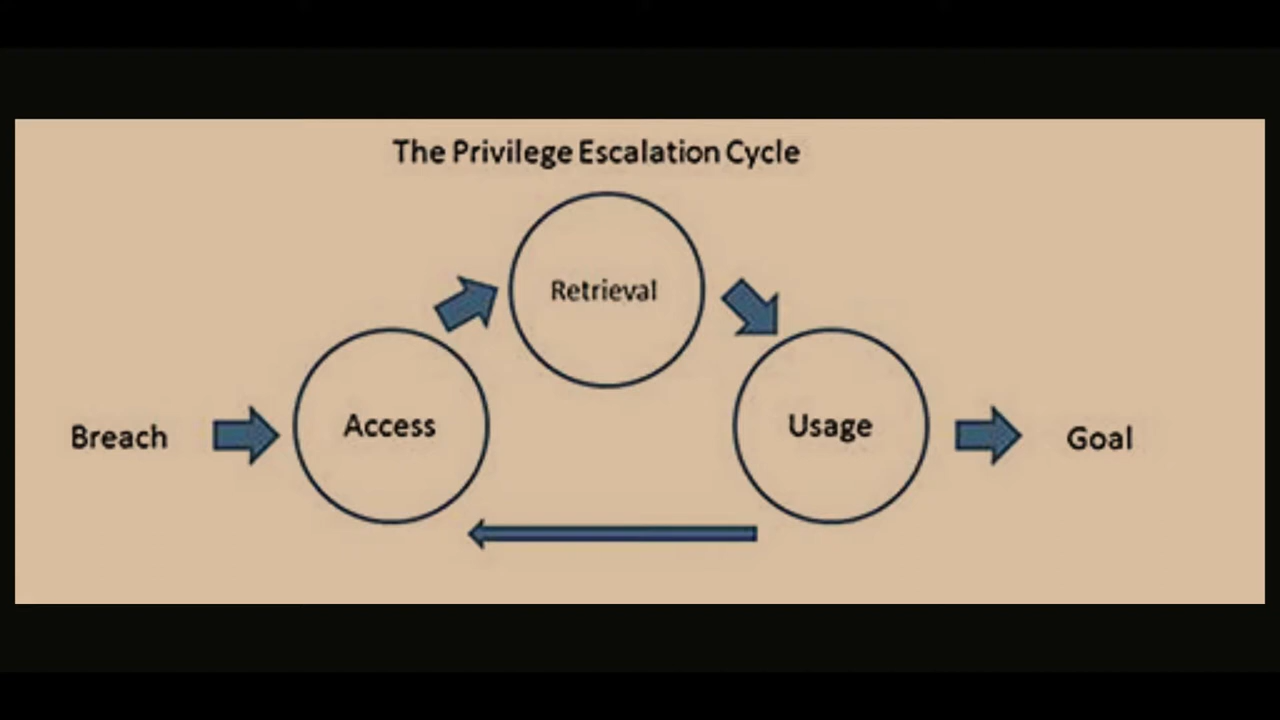 The Privilege Escalation Cycle
Retrieval
Access
Usage
Breach
Goal